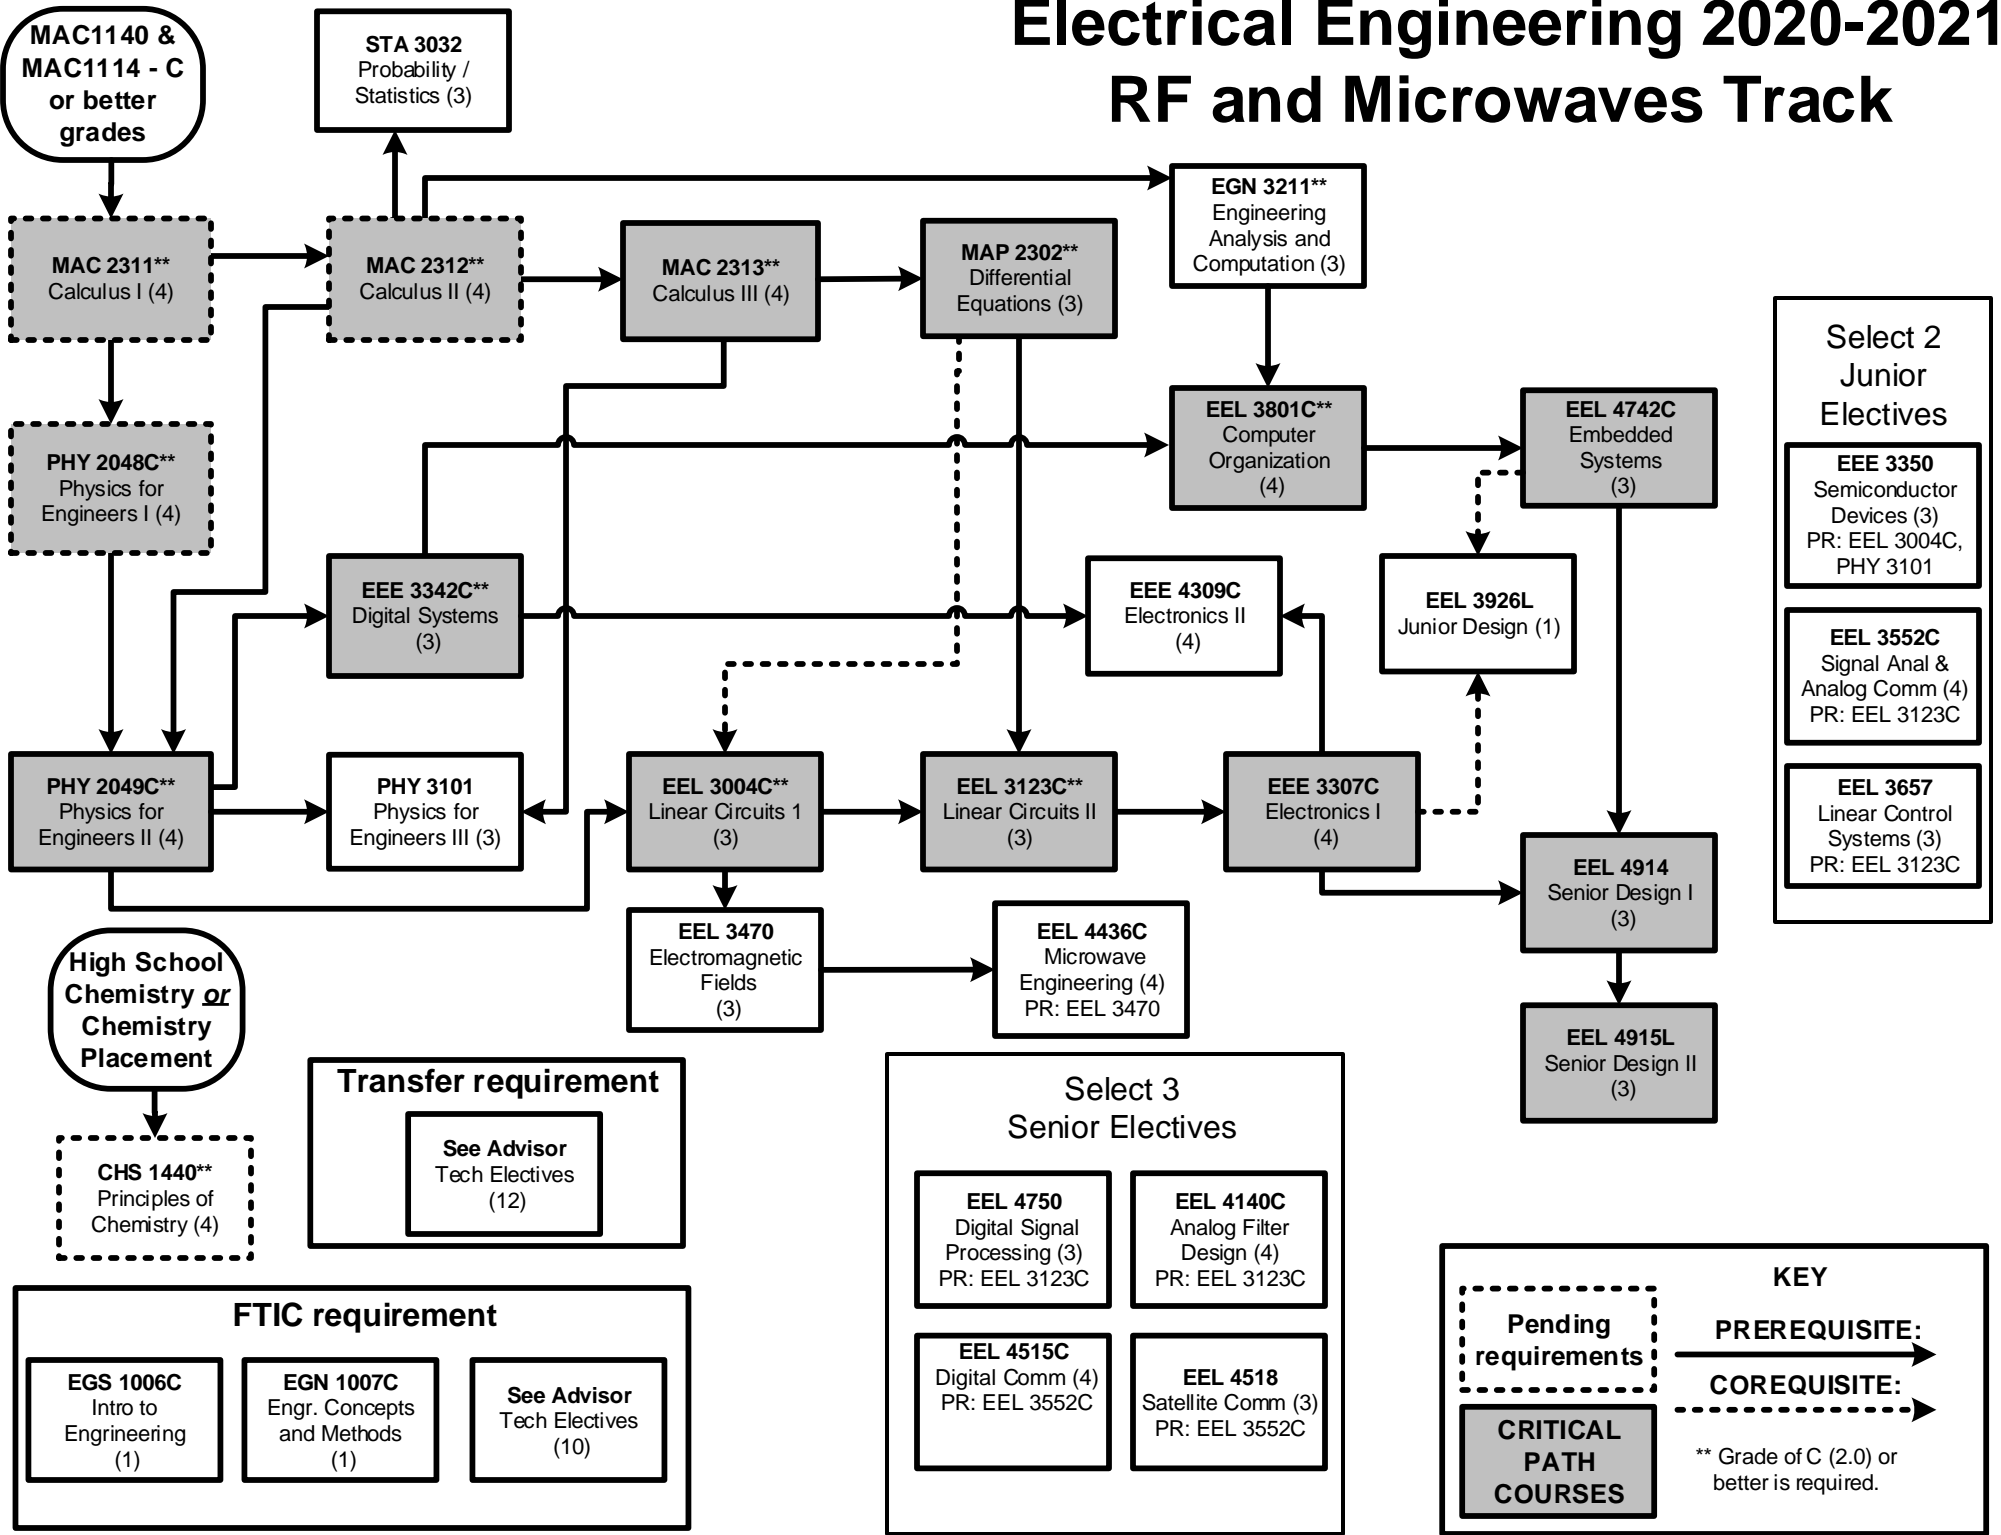 Electrical Engineering 2020-2021
RF and Microwaves Track
MAC1140 &
MAC1114 - C
or better
grades
STA 3032
Probability /
Statistics (3)
EGN 3211**
Engineering
Analysis and
Computation (3)
MAC 2311**
Calculus I (4)
MAC 2312**
Calculus II (4)
MAC 2313**
Calculus III (4)
MAP 2302**
Differential
Equations (3)
PHY 2048C**
Physics for
Engineers I (4)
EEL 3801C**
Computer
Organization
(4)
EEL 4742C
Embedded
Systems
(3)
EEE 3342C**
Digital Systems
(3)
EEE 4309C
Electronics II
(4)
EEL 3926L
Junior Design (1)
PHY 2049C**
Physics for
Engineers II (4)
PHY 3101
Physics for
Engineers III (3)
EEL 3004C**
Linear Circuits 1
(3)
EEL 3123C**
Linear Circuits II
(3)
EEE 3307C
Electronics I
(4)
EEL 4914
Senior Design I
(3)
EEL 3470
Electromagnetic
Fields
(3)
EEL 4436C
Microwave
Engineering (4)
PR: EEL 3470
EEL 4915L
Senior Design II
(3)
Select 2
Junior
Electives
EEE 3350
Semiconductor
Devices (3)
PR: EEL 3004C,
PHY 3101
EEL 3552C
Signal Anal &
Analog Comm (4)
PR: EEL 3123C
EEL 3657
Linear Control
Systems (3)
PR: EEL 3123C
High School
Chemistry or
Chemistry
Placement
CHS 1440**
Principles of
Chemistry (4)
Transfer requirement
See Advisor
Tech Electives
(12)
FTIC requirement
EGS 1006C
Intro to
Engrineering
(1)
EGN 1007C
Engr. Concepts
and Methods
(1)
See Advisor
Tech Electives
(10)
Select 3
Senior Electives
EEL 4750
Digital Signal
Processing (3)
PR: EEL 3123C
EEL 4140C
Analog Filter
Design (4)
PR: EEL 3123C
EEL 4515C
Digital Comm (4)
PR: EEL 3552C
EEL 4518
Satellite Comm (3)
PR: EEL 3552C
KEY
Pending
requirements
PREREQUISITE:
COREQUISITE:
CRITICAL
PATH
COURSES
** Grade of C (2.0) or
better is required.